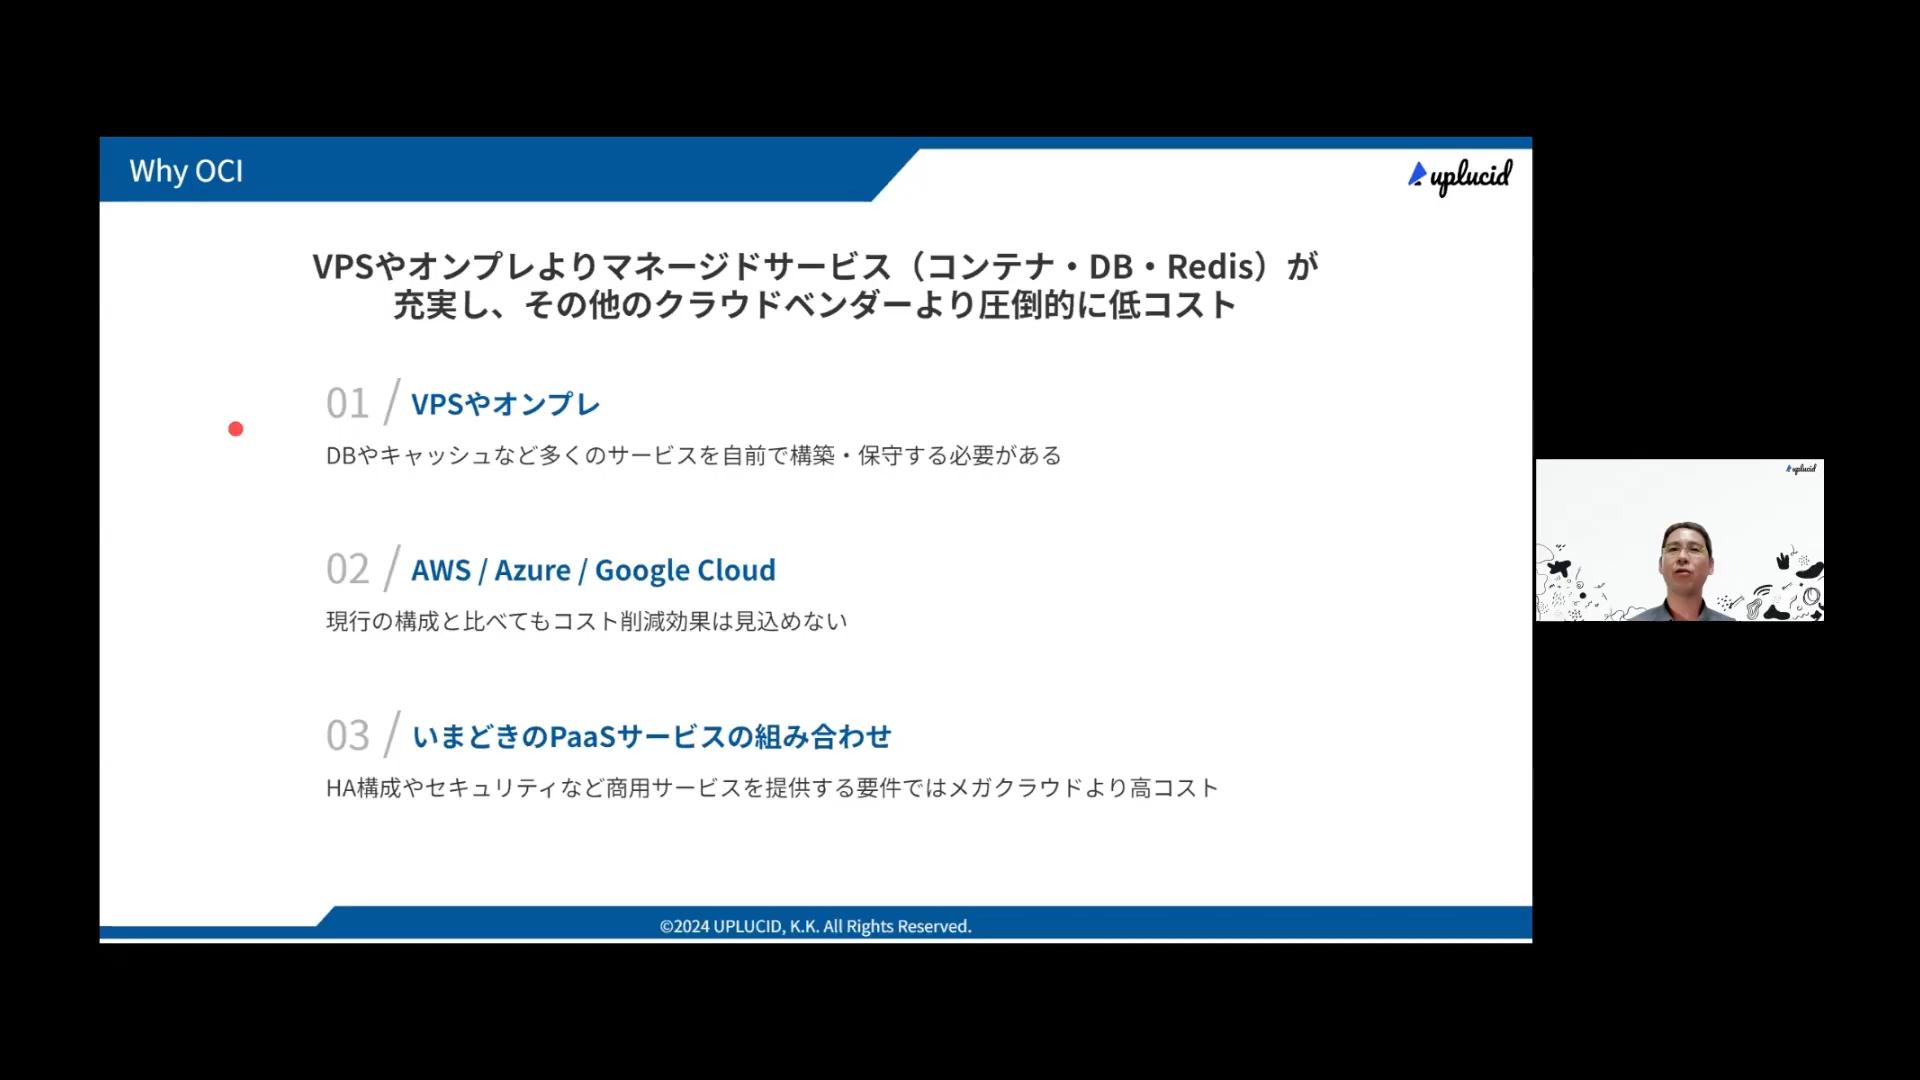 Why OCI
uplucid
VPSやオンプレよりマネージドサービス（コンテナ・DB・Redis）が
充実し、その他のクラウドベンダーより圧倒的に低コスト
01 / VPSやオンプレ
DBやキャッシュなど多くのサービスを自前で構築・保守する必要がある
02 / AWS / Azure / Google Cloud
現行の構成と比べてもコスト削減効果は見込めない
03 / いまどきのPaaSサービスの組み合わせ
HA構成やセキュリティなど商用サービスを提供する要件ではメガクラウドより高コスト
©2024 UPLUCID, K.K. All Rights Reserved.
uplucid